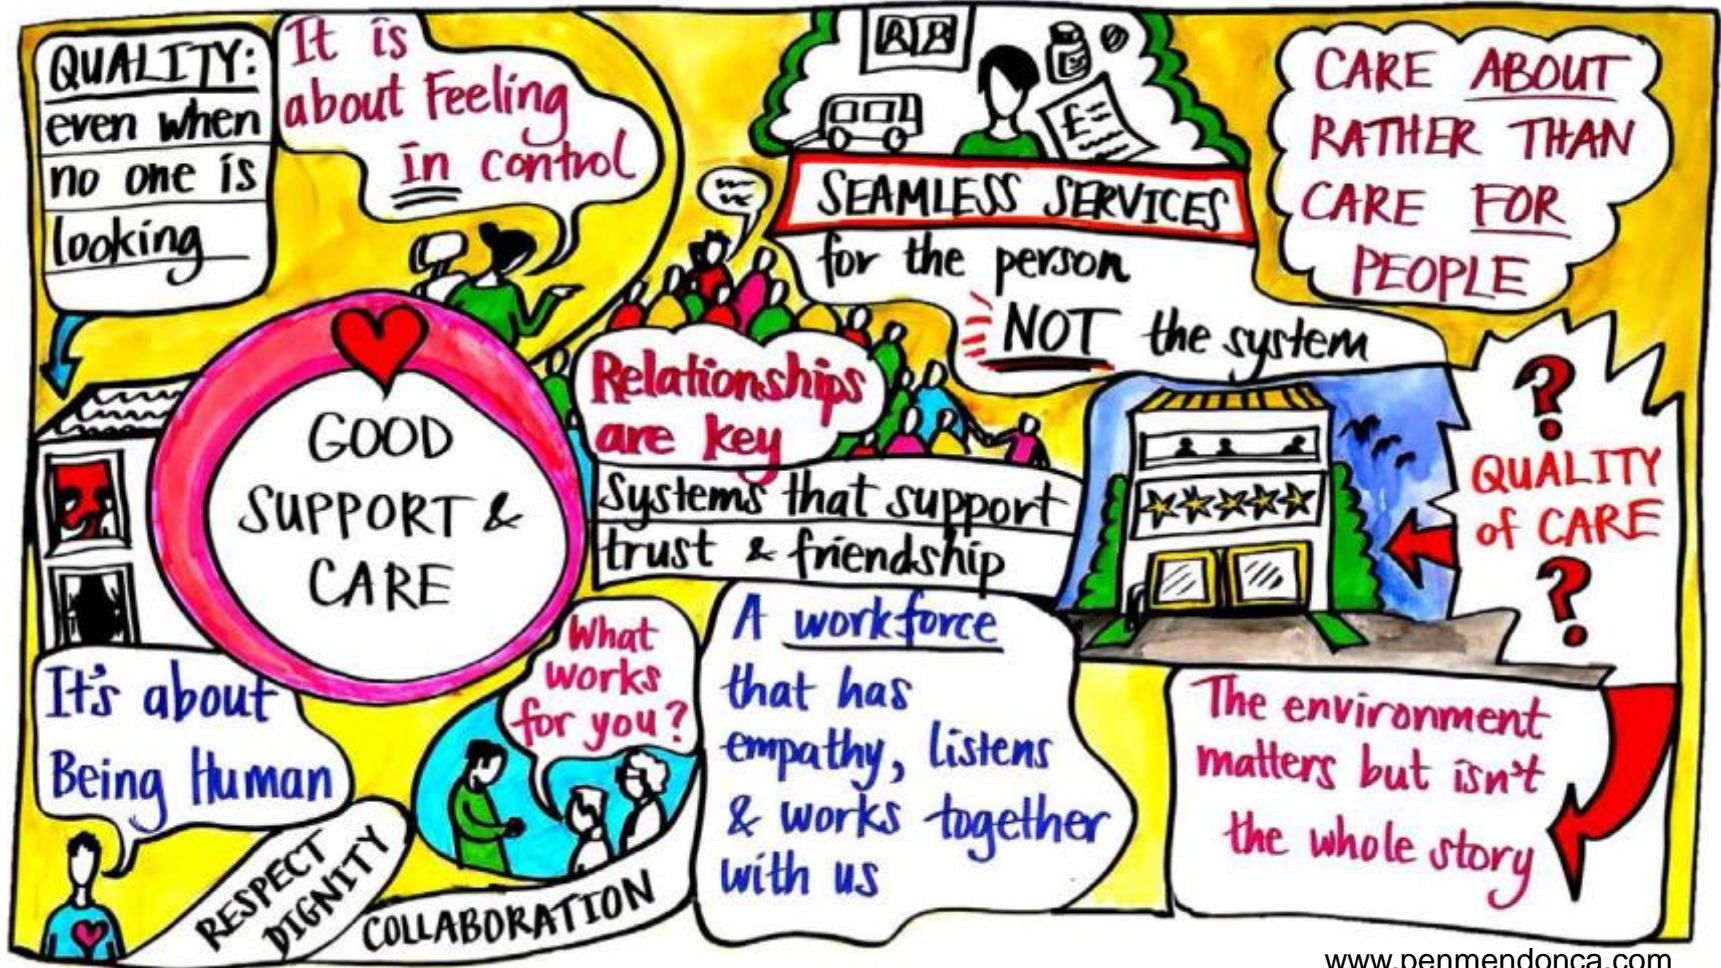 QUALITY:
even when
no one is
looking
It is
about Feeling
in control
SEAMLESS SERVICES
for the person
NOT the system
CARE ABOUT
RATHER THAN
CARE FOR
PEOPLE
GOOD
SUPPORT &
CARE
Relationships
are key
Systems that support
trust & friendship
?
QUALITY
of CARE
?
It's about
Being Human
RESPECT
DIGNITY
COLLABORATION
What
works
for you?
A workforce
that has
empathy, listens
& works together
with us
The environment
matters but isn't
the whole story
£
www.penmendonca.com